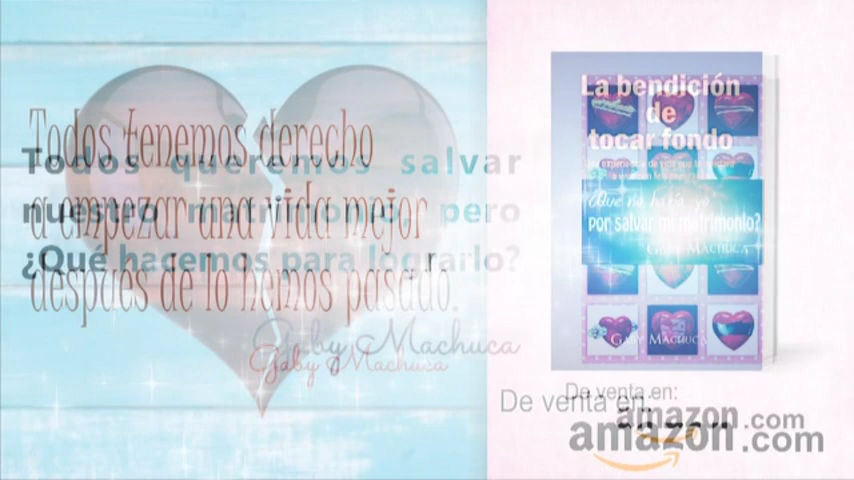 Todos tenemos derecho
a empezar una vida mejor
después de lo hemos pasado.
Gaby Machuca
Todos queremos salvar
nuestro matrimonio, pero
¿Qué hacemos para lograrlo?
Gaby Machuca
La bendición
de
tocar fondo
¿Que no haría yo
por salvar mi matrimonio?
Gaby Machuca
Gaby Machuca
De venta en:
amazon.com
De venta en:
amazon.com